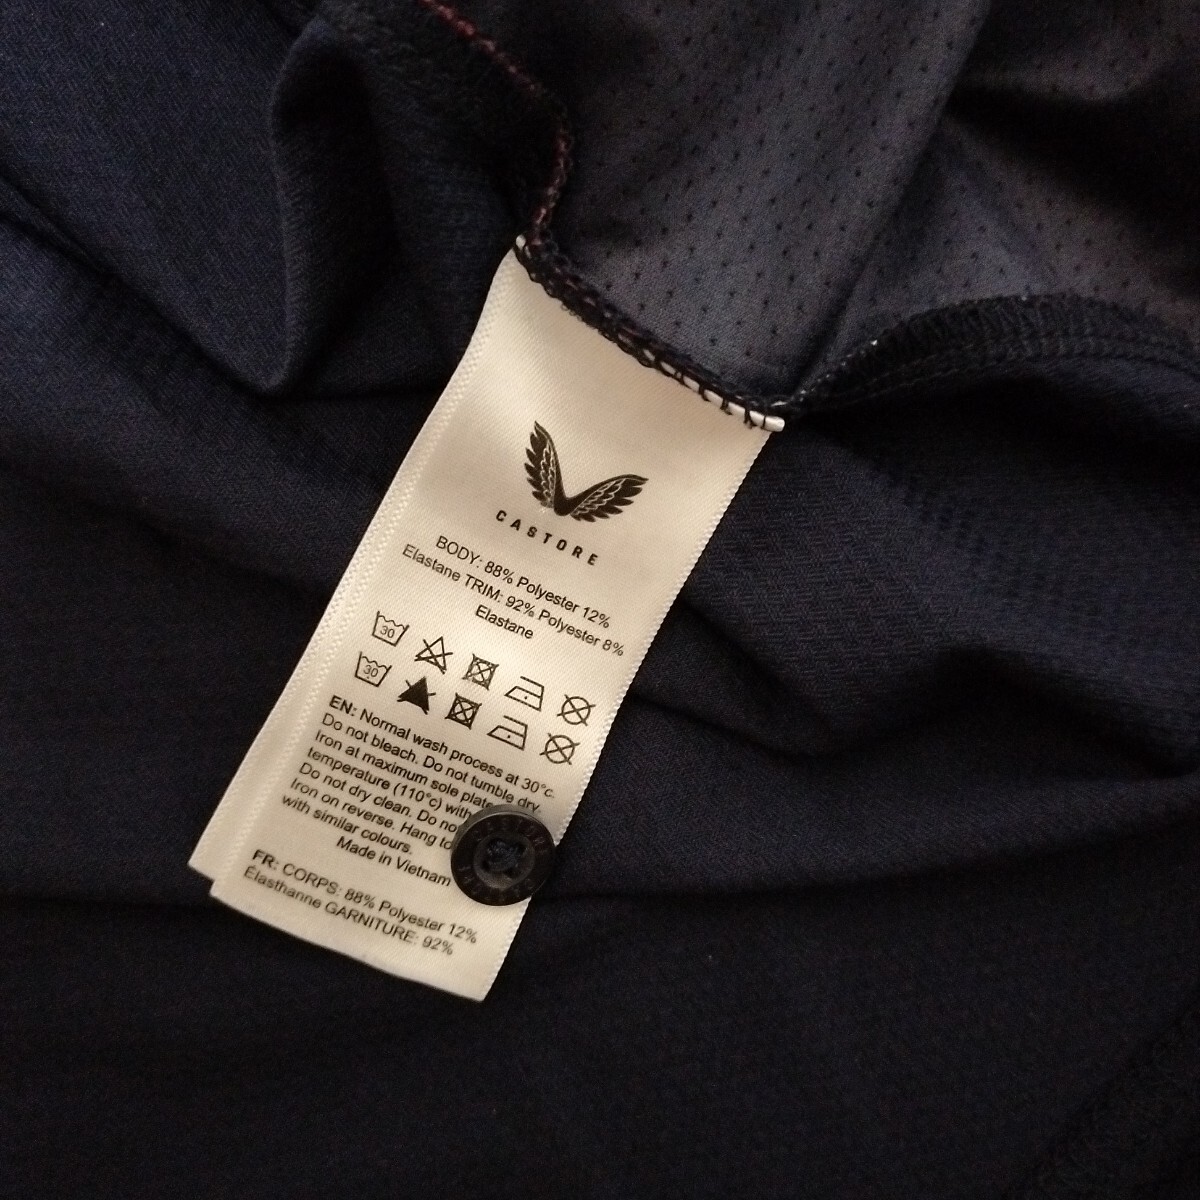 CASTORE
BODY: 88% Polyester 12%
Elastane TRIM: 92% Polyester 8%
Elastane
30
30
EN: Normal wash process at 30°c.
Do not bleach. Do not tumble dry.
Iron at maximum sole plate
temperature (110°c) with
Do not dry clean. Do not
Iron on reverse. Hang to
with similar colours.
Made in Vietnam
FR: CORPS: 88% Polyester 12%
Élasthanne GARNITURE: 92%
CASTORE